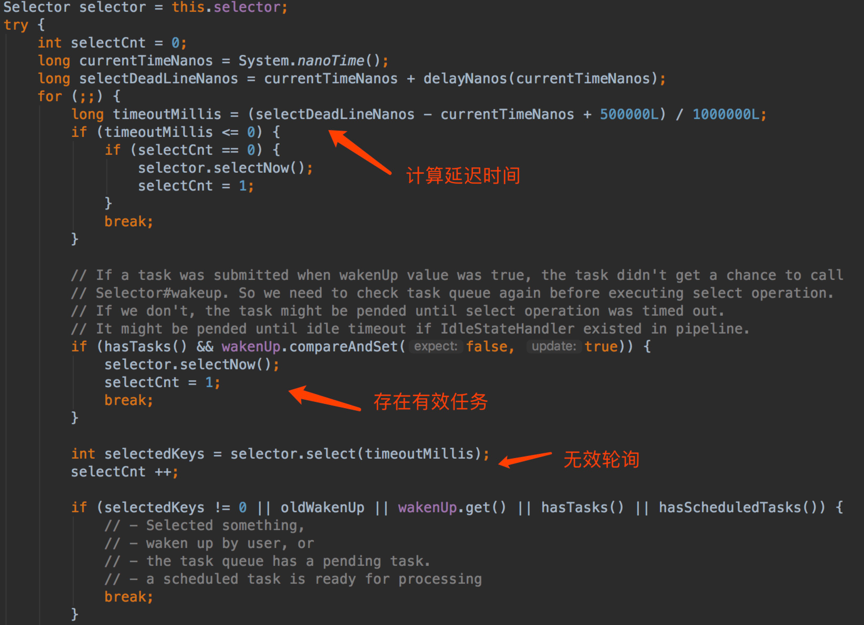 Selector selector = this.selector;
try {
int selectCnt = 0;
long currentTimeNanos = System.nanoTime();
long selectDeadLineNanos = currentTimeNanos + delayNanos(currentTimeNanos);
for (;;) {
long timeoutMillis = (selectDeadLineNanos - currentTimeNanos + 500000L) / 1000000L;
if (timeoutMillis <= 0) {
if (selectCnt == 0) {
selector.selectNow();
计算延迟时间
selectCnt = 1;
}
break;
}
// If a task was submitted when wakenUp value was true, the task didn't get a chance to call
// Selector#wakeup. So we need to check task queue again before executing select operation.
// If we don't, the task might be pended until select operation was timed out.
// It might be pended until idle timeout if IdleStateHandler existed in pipeline.
if (hasTasks() && wakenUp.compareAndSet( expect: false, update: true)) {
selector.selectNow();
selectCnt = 1;
break;
存在有效任务
}
int selectedKeys = selector.select(timeoutMillis);
无效轮询
selectCnt ++;
if (selectedKeys != 0 || oldWakenUp || wakenUp.get() || hasTasks() || hasScheduledTasks()) {
// - Selected something,
// - waken up by user, or
// - the task queue has a pending task.
// - a scheduled task is ready for processing
break;
}